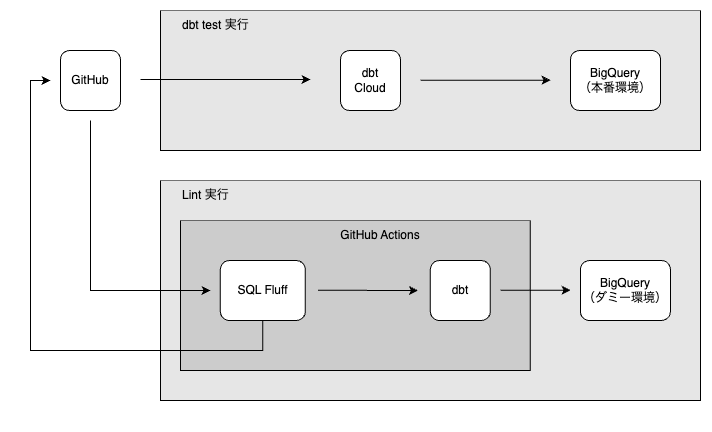 dbt test 実行
GitHub
dbt
Cloud
BigQuery
（本番環境）
Lint 実行
GitHub Actions
SQL Fluff
dbt
BigQuery
（ダミー環境）